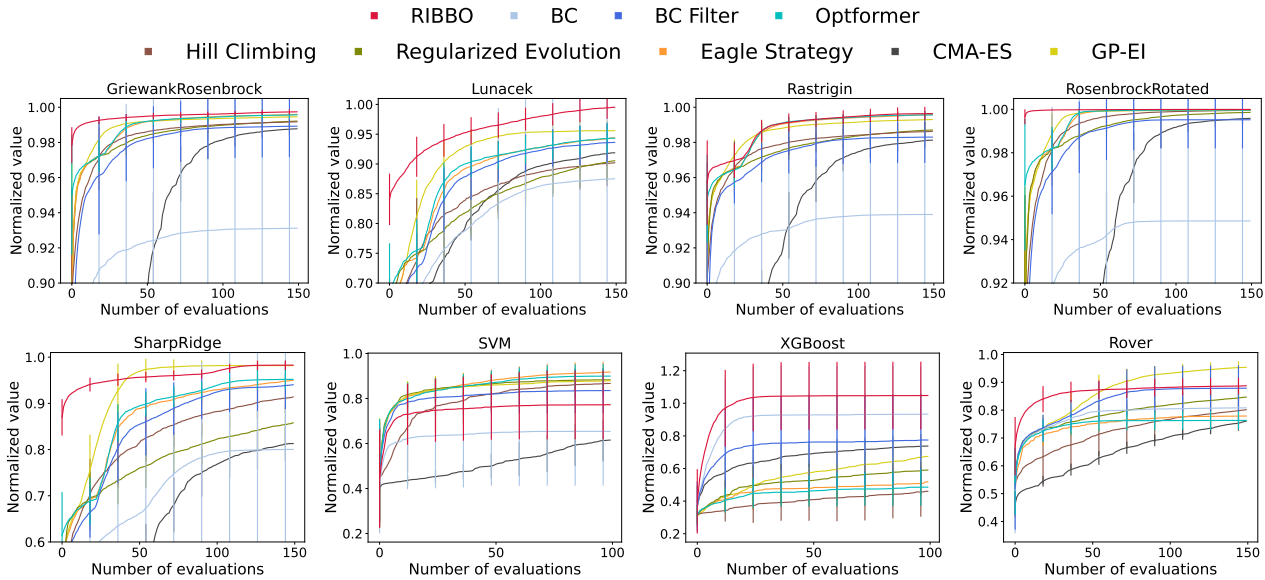 RIBBO BC BC Filter Optformer
Hill Climbing Regularized Evolution Eagle Strategy CMA-ES GP-EI
GriewankRosenbrock Lunacek Rastrigin RosenbrockRotated
Normalized value Normalized value Normalized value Normalized value
1.00 0.98 0.96 0.94 0.92 0.90
1.00 0.95 0.90 0.85 0.80 0.75 0.70
1.00 0.98 0.96 0.94 0.92 0.90
1.00 0.98 0.96 0.94 0.92
0 50 100 150 0 50 100 150 0 50 100 150 0 50 100 150
Number of evaluations Number of evaluations Number of evaluations Number of evaluations
SharpRidge SVM XGBoost Rover
Normalized value Normalized value Normalized value Normalized value
1.0 0.9 0.8 0.7 0.6
1.0 0.8 0.6 0.4 0.2
1.2 1.0 0.8 0.6 0.4 0.2
1.0 0.9 0.8 0.7 0.6 0.5 0.4
0 50 100 150 0 50 100 0 50 100 0 50 100 150
Number of evaluations Number of evaluations Number of evaluations Number of evaluations